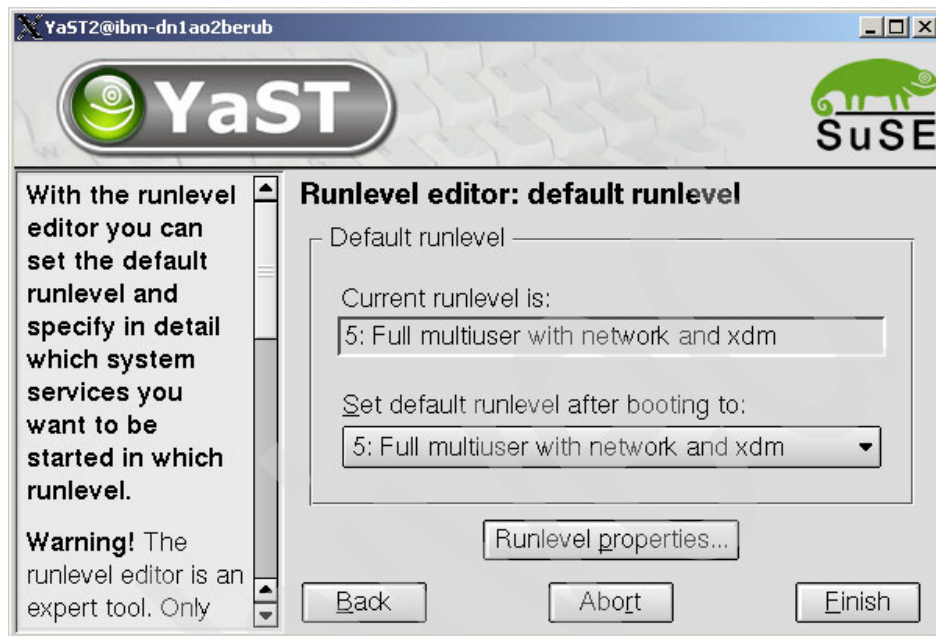 YaST2@ibm-dn1ao2berub
YaST
SuSE
With the runlevel
editor you can
set the default
runlevel and
specify in detail
which system
services you
want to be
started in which
runlevel.
Warning! The
runlevel editor is an
expert tool. Only
Runlevel editor: default runlevel
Default runlevel
Current runlevel is:
5: Full multiuser with network and xdm
Set default runlevel after booting to:
5: Full multiuser with network and xdm
Runlevel properties...
Back
Abort
Finish